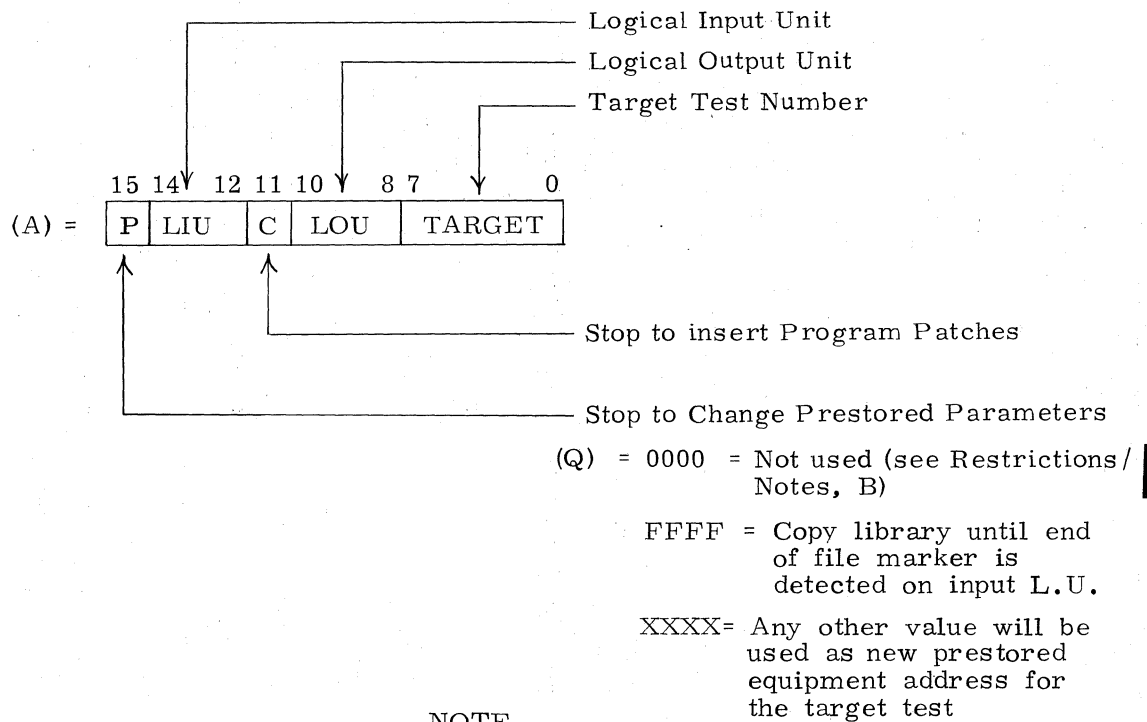 Logical Input Unit
Logical Output Unit
Target Test Number
15 14 12 11 10 8 7 0
(A) = P LIU C LOU TARGET
Stop to insert Program Patches
Stop to Change Prestored Parameters
(Q) = 0000 = Not used (see Restrictions/
Notes, B)
FFFF = Copy library until end
of file marker is
detected on input L.U.
XXXX= Any other value will be
used as new prestored
equipment address for
the target test
NOTE